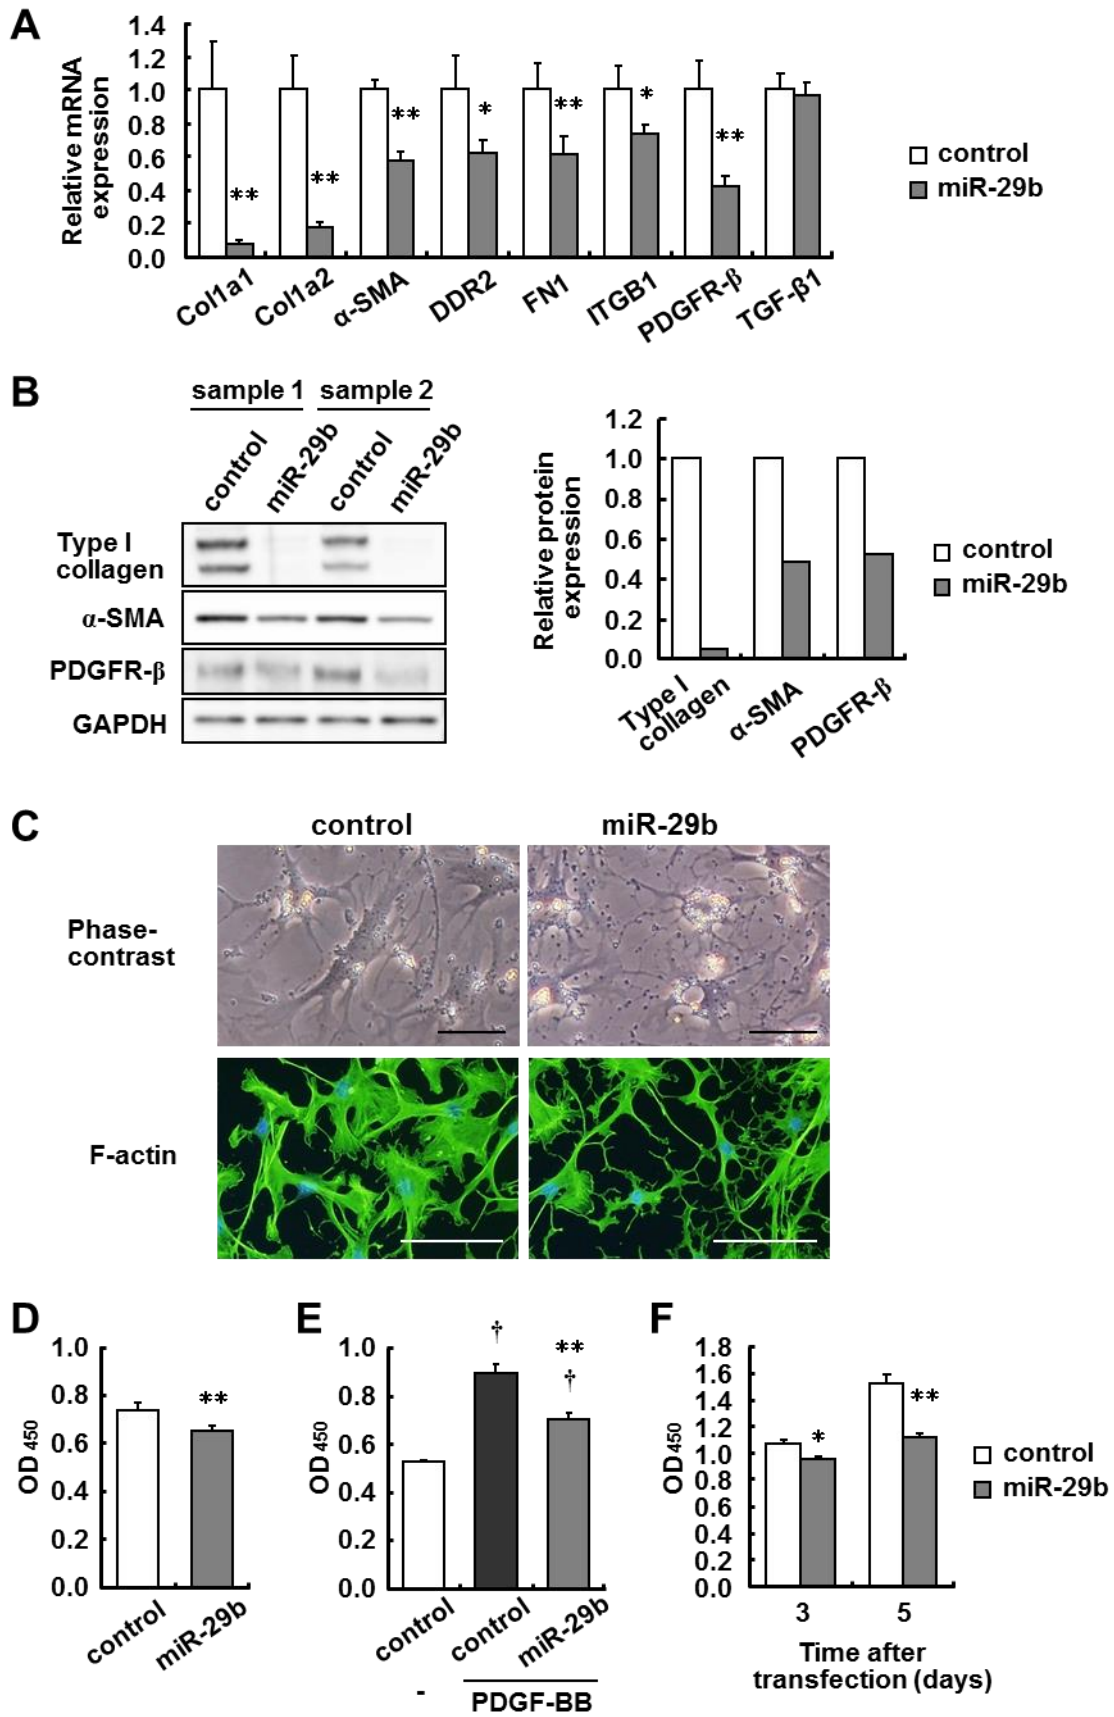 A
1.4
1.2
1.0
0.8
0.6
0.4
0.2
0.0
Relative mRNA
expression
**
**
**
*
**
*
**
Col1a1
Col1a2
α-SMA
DDR2
FN1
ITGB1
PDGFR-β
TGF-β1
control
miR-29b
B
sample 1
sample 2
control
miR-29b
control
miR-29b
Type I
collagen
α-SMA
PDGFR-β
GAPDH
1.2
1.0
0.8
0.6
0.4
0.2
0.0
Relative protein
expression
Type I
collagen
α-SMA
PDGFR-β
control
miR-29b
C
control
miR-29b
Phase-
contrast
F-actin
D
1.0
0.8
0.6
0.4
0.2
0.0
OD450
**
control
miR-29b
E
1.0
0.8
0.6
0.4
0.2
0.0
OD450
†
**
†
control
control
miR-29b
-
PDGF-BB
F
1.8
1.6
1.4
1.2
1.0
0.8
0.6
0.4
0.2
0.0
OD450
*
**
3
5
Time after
transfection (days)
control
miR-29b